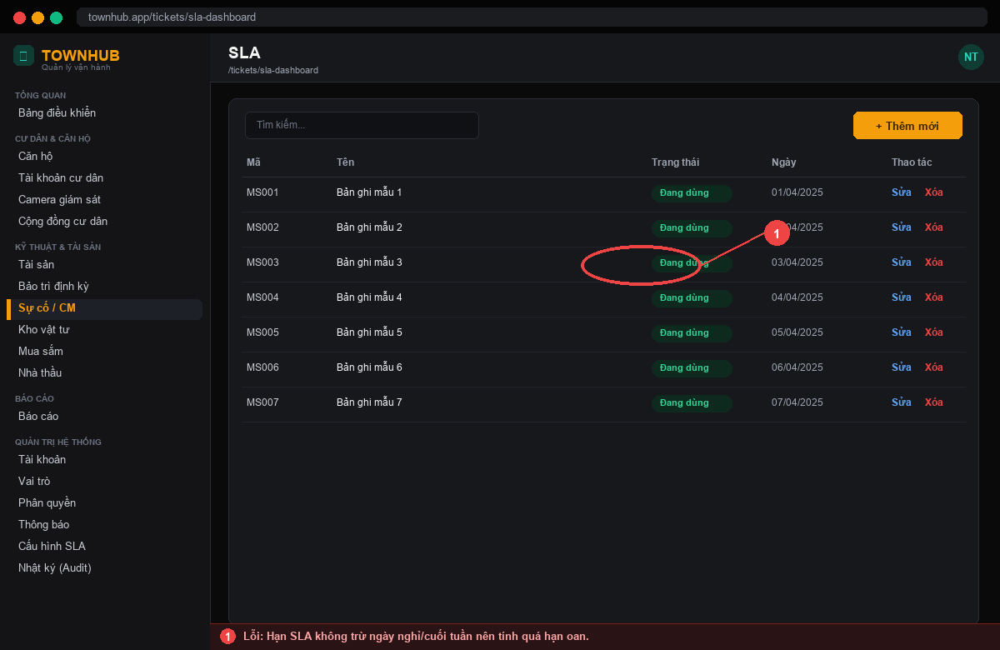 townhub.app/tickets/sla-dashboard
TOWNHUB
Quản lý vận hành
TỔNG QUAN
Bảng điều khiển
CƯ DÂN & CĂN HỘ
Căn hộ
Tài khoản cư dân
Camera giám sát
Cộng đồng cư dân
KỸ THUẬT & TÀI SẢN
Tài sản
Bảo trì định kỳ
Sự cố / CM
Kho vật tư
Mua sắm
Nhà thầu
BÁO CÁO
Báo cáo
QUẢN TRỊ HỆ THỐNG
Tài khoản
Vai trò
Phân quyền
Thông báo
Cấu hình SLA
Nhật ký (Audit)
SLA
/tickets/sla-dashboard
NT
Tìm kiếm...
+ Thêm mới
Mã Tên Trạng thái Ngày Thao tác
MS001 Bản ghi mẫu 1 Đang dùng 01/04/2025 Sửa Xóa
MS002 Bản ghi mẫu 2 Đang dùng 04/2025 Sửa Xóa
1
MS003 Bản ghi mẫu 3 Đang dùng 03/04/2025 Sửa Xóa
MS004 Bản ghi mẫu 4 Đang dùng 04/04/2025 Sửa Xóa
MS005 Bản ghi mẫu 5 Đang dùng 05/04/2025 Sửa Xóa
MS006 Bản ghi mẫu 6 Đang dùng 06/04/2025 Sửa Xóa
MS007 Bản ghi mẫu 7 Đang dùng 07/04/2025 Sửa Xóa
1 Lỗi: Hạn SLA không trừ ngày nghỉ/cuối tuần nên tính quá hạn oan.